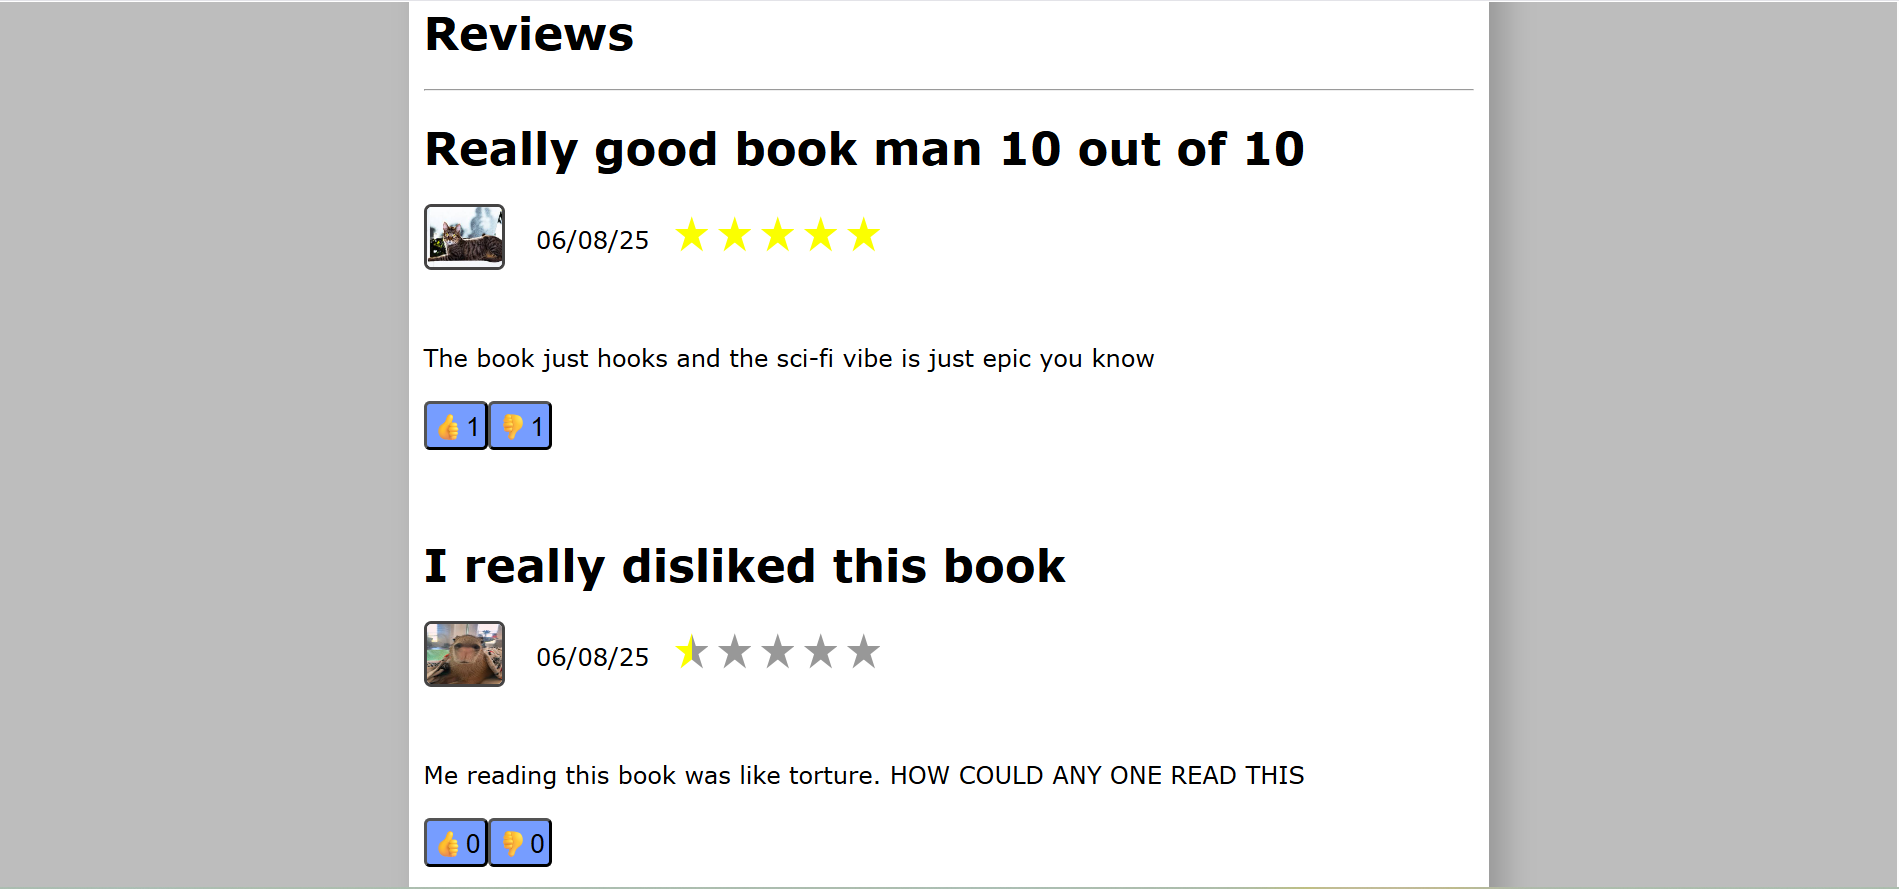 Reviews
Really good book man 10 out of 10
06/08/25
The book just hooks and the sci-fi vibe is just epic you know
1 1
I really disliked this book
06/08/25
Me reading this book was like torture. HOW COULD ANY ONE READ THIS
0 0